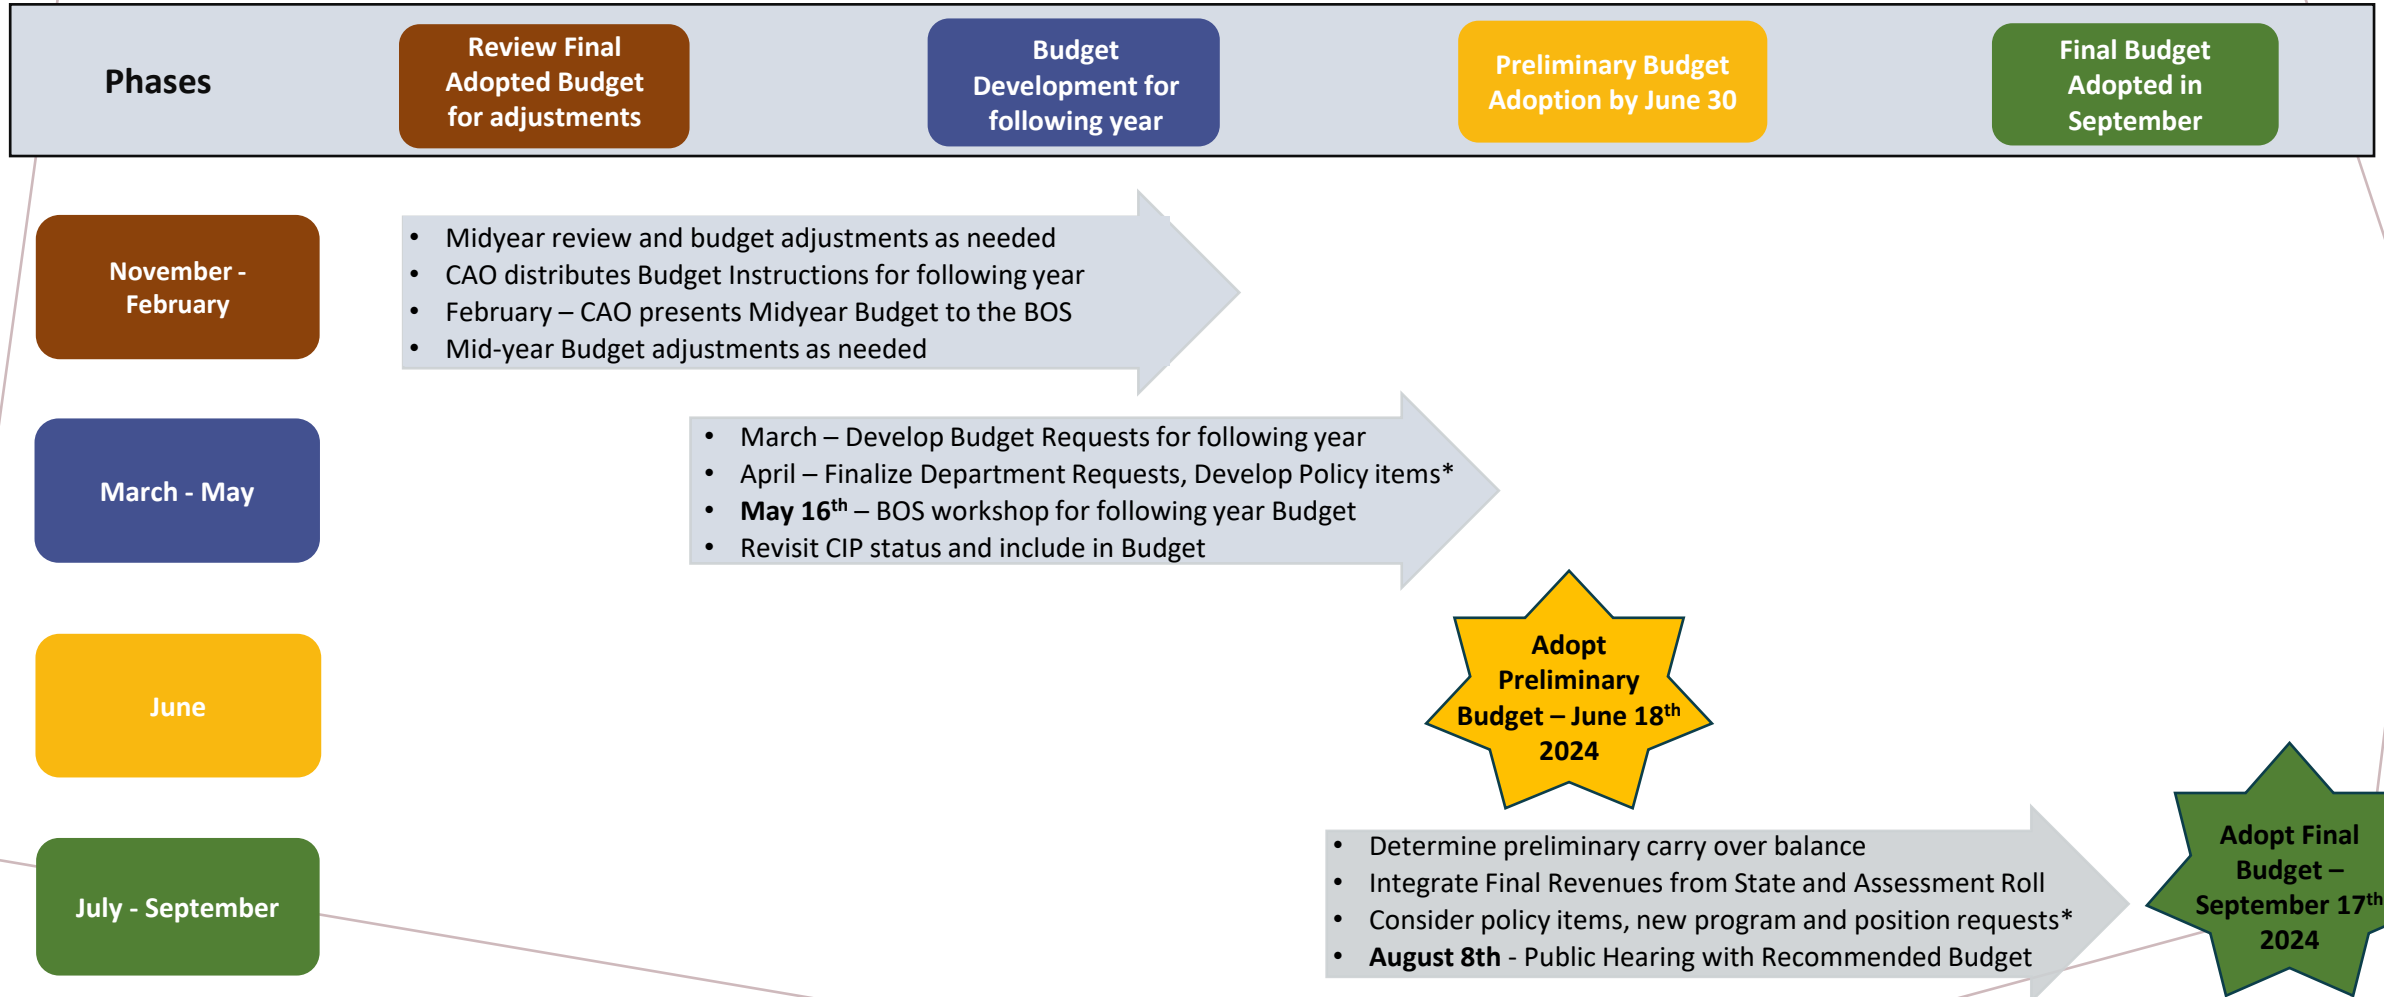 Phases
Review Final
Adopted Budget
for adjustments
Budget
Development for
following year
Preliminary Budget
Adoption by June 30
Final Budget
Adopted in
September
November -
February
• Midyear review and budget adjustments as needed
• CAO distributes Budget Instructions for following year
• February – CAO presents Midyear Budget to the BOS
• Mid-year Budget adjustments as needed
March - May
• March – Develop Budget Requests for following year
• April – Finalize Department Requests, Develop Policy items*
• May 16th – BOS workshop for following year Budget
• Revisit CIP status and include in Budget
June
Adopt
Preliminary
Budget – June 18th
2024
July - September
• Determine preliminary carry over balance
• Integrate Final Revenues from State and Assessment Roll
• Consider policy items, new program and position requests*
• August 8th - Public Hearing with Recommended Budget
Adopt Final
Budget –
September 17th
2024